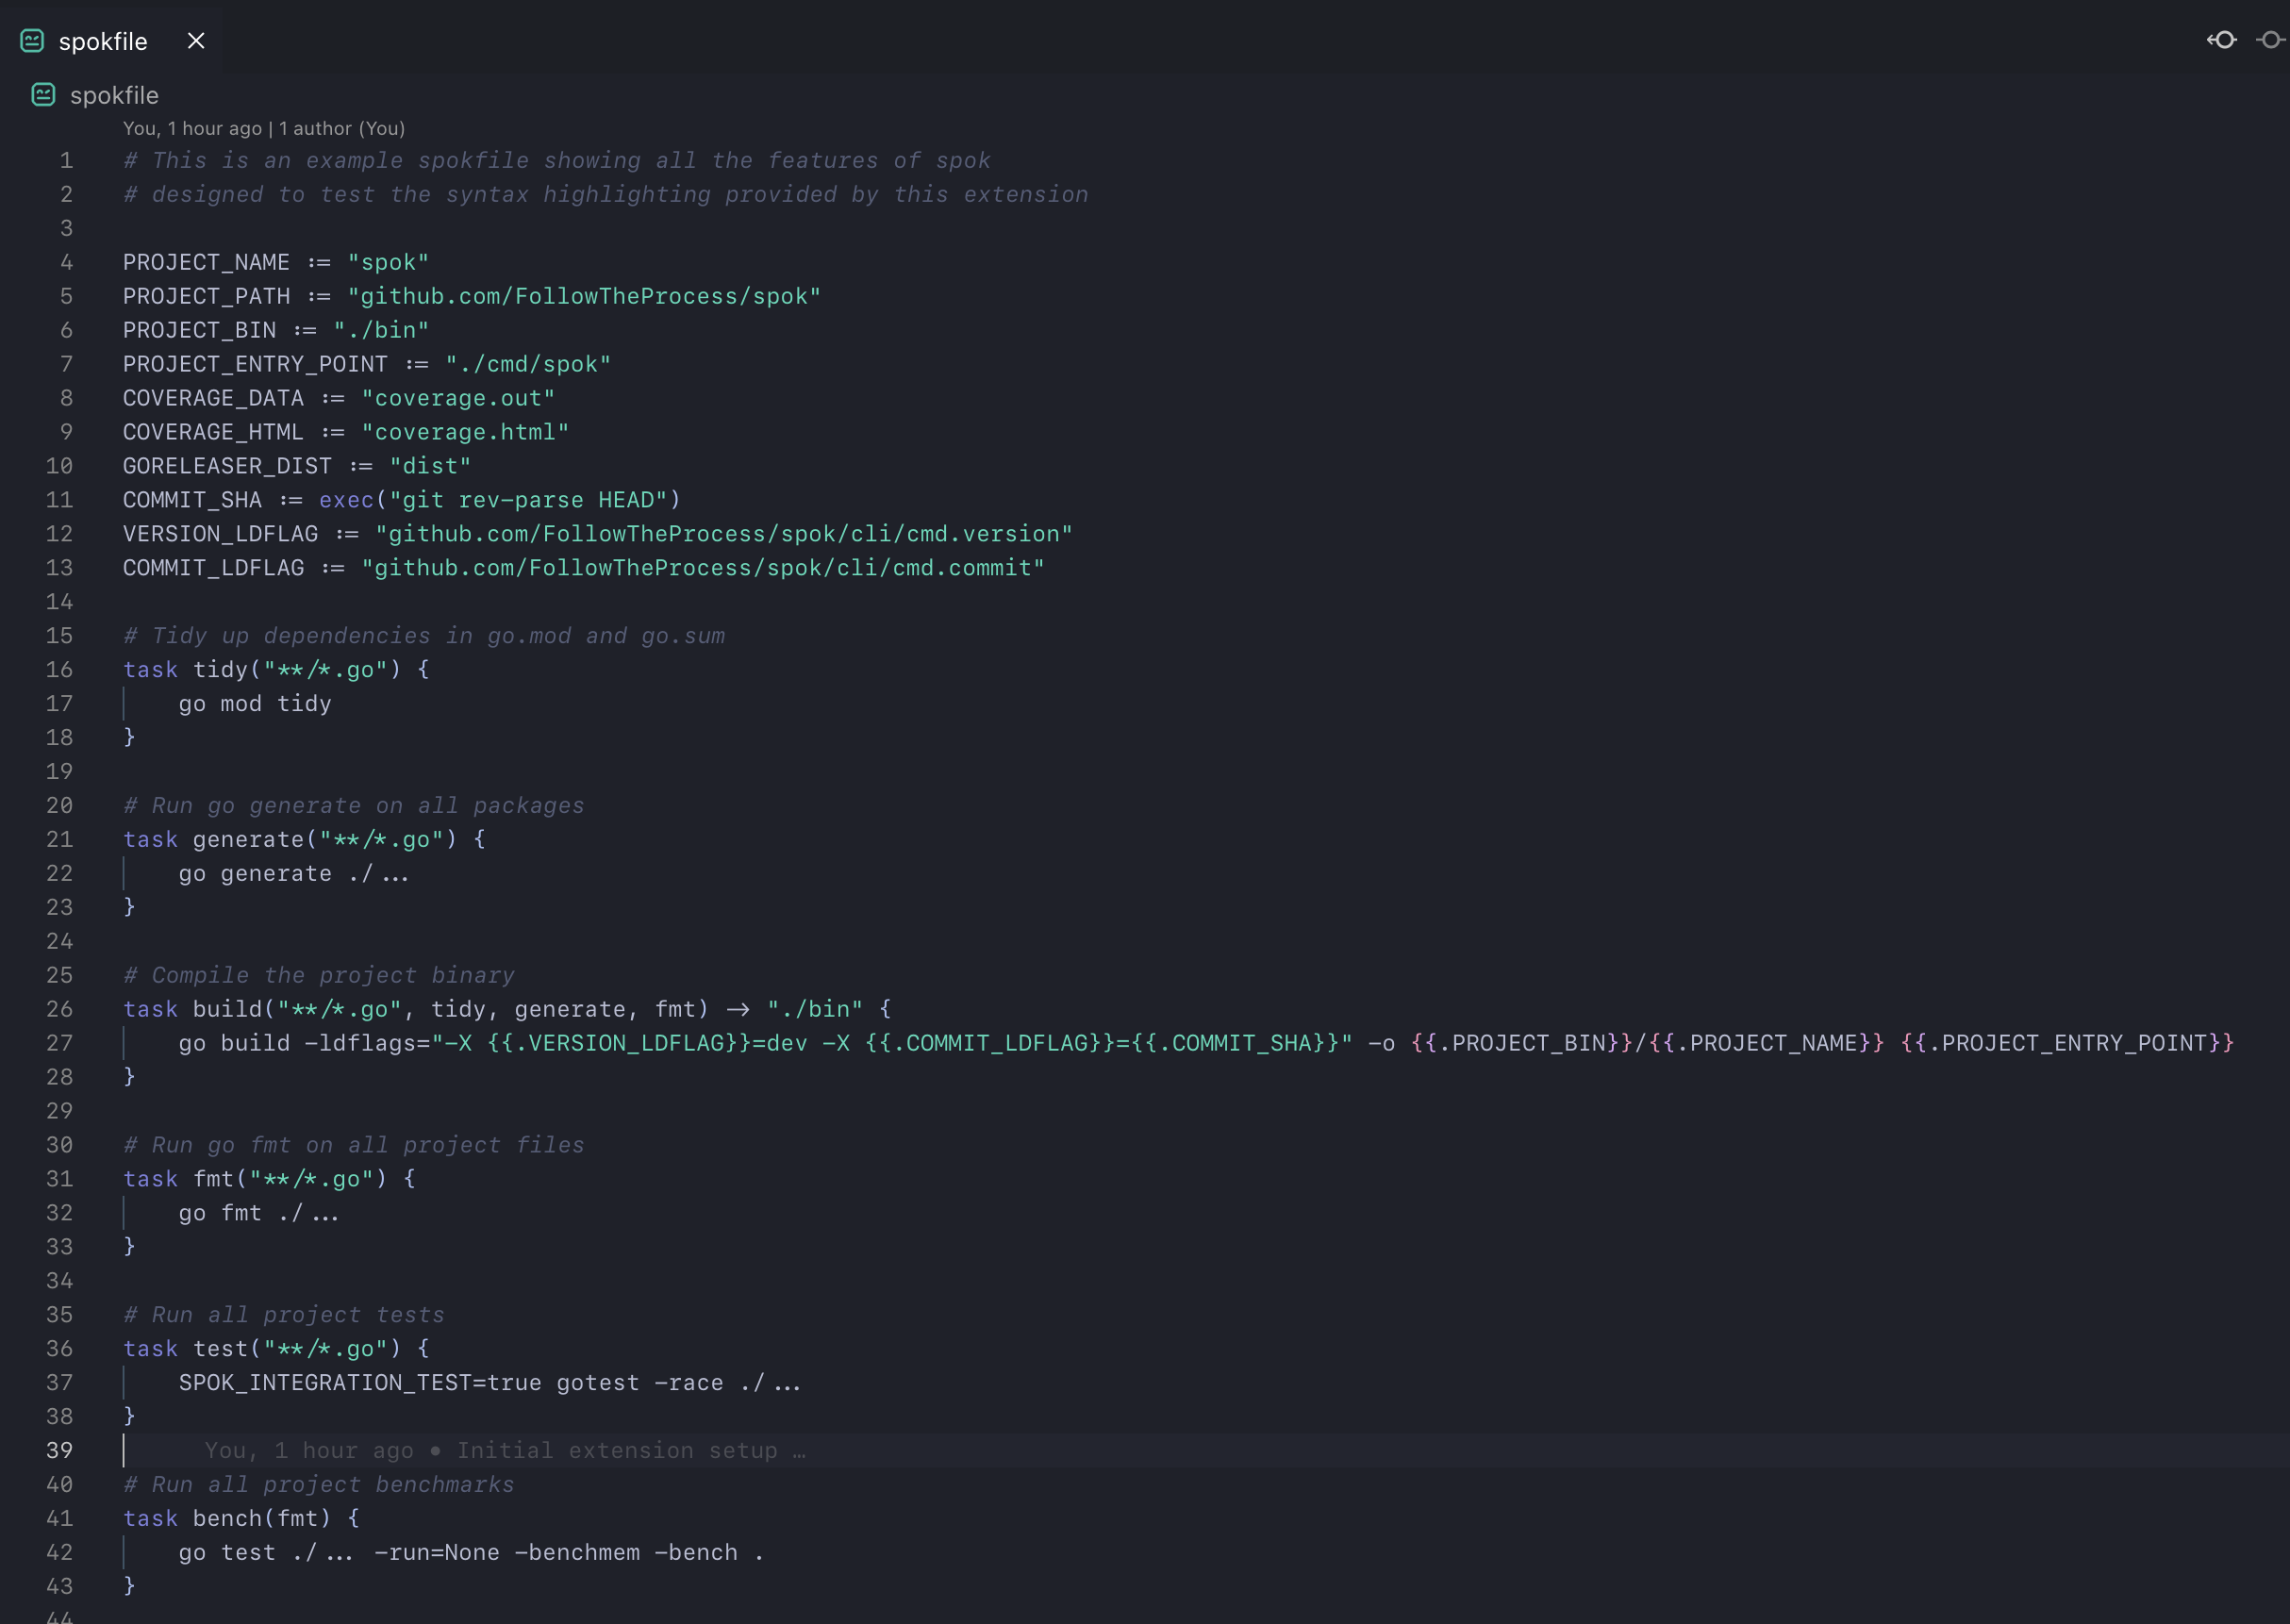 spokfile
spokfile
You, 1 hour ago | 1 author (You)
1 # This is an example spokfile showing all the features of spok
2 # designed to test the syntax highlighting provided by this extension
3
4 PROJECT_NAME := "spok"
5 PROJECT_PATH := "github.com/FollowTheProcess/spok"
6 PROJECT_BIN := "./bin"
7 PROJECT_ENTRY_POINT := "./cmd/spok"
8 COVERAGE_DATA := "coverage.out"
9 COVERAGE_HTML := "coverage.html"
10 GORELEASER_DIST := "dist"
11 COMMIT_SHA := exec("git rev-parse HEAD")
12 VERSION_LDFLAG := "github.com/FollowTheProcess/spok/cli/cmd.version"
13 COMMIT_LDFLAG := "github.com/FollowTheProcess/spok/cli/cmd.commit"
14
15 # Tidy up dependencies in go.mod and go.sum
16 task tidy("**/*.go") {
17     go mod tidy
18 }
19
20 # Run go generate on all packages
21 task generate("**/*.go") {
22     go generate ./...
23 }
24
25 # Compile the project binary
26 task build("**/*.go", tidy, generate, fmt) -> "./bin" {
27     go build -ldflags="-X {{.VERSION_LDFLAG}}=dev -X {{.COMMIT_LDFLAG}}={{.COMMIT_SHA}}" -o {{.PROJECT_BIN}}/{{.PROJECT_NAME}} {{.PROJECT_ENTRY_POINT}}
28 }
29
30 # Run go fmt on all project files
31 task fmt("**/*.go") {
32     go fmt ./...
33 }
34
35 # Run all project tests
36 task test("**/*.go") {
37     SPOK_INTEGRATION_TEST=true gotest -race ./...
38 }
39 You, 1 hour ago • Initial extension setup …
40 # Run all project benchmarks
41 task bench(fmt) {
42     go test ./... -run=None -benchmem -bench .
43 }
44